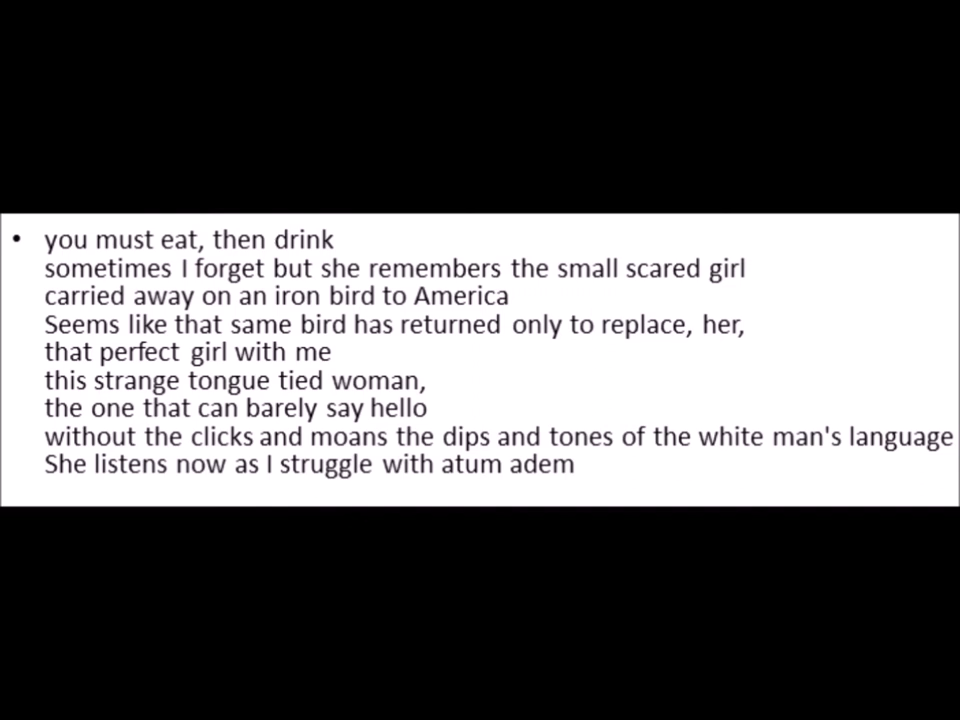 • you must eat, then drink
sometimes I forget but she remembers the small scared girl
carried away on an iron bird to America
Seems like that same bird has returned only to replace, her,
that perfect girl with me
this strange tongue tied woman,
the one that can barely say hello
without the clicks and moans the dips and tones of the white man's language
She listens now as I struggle with atum adem